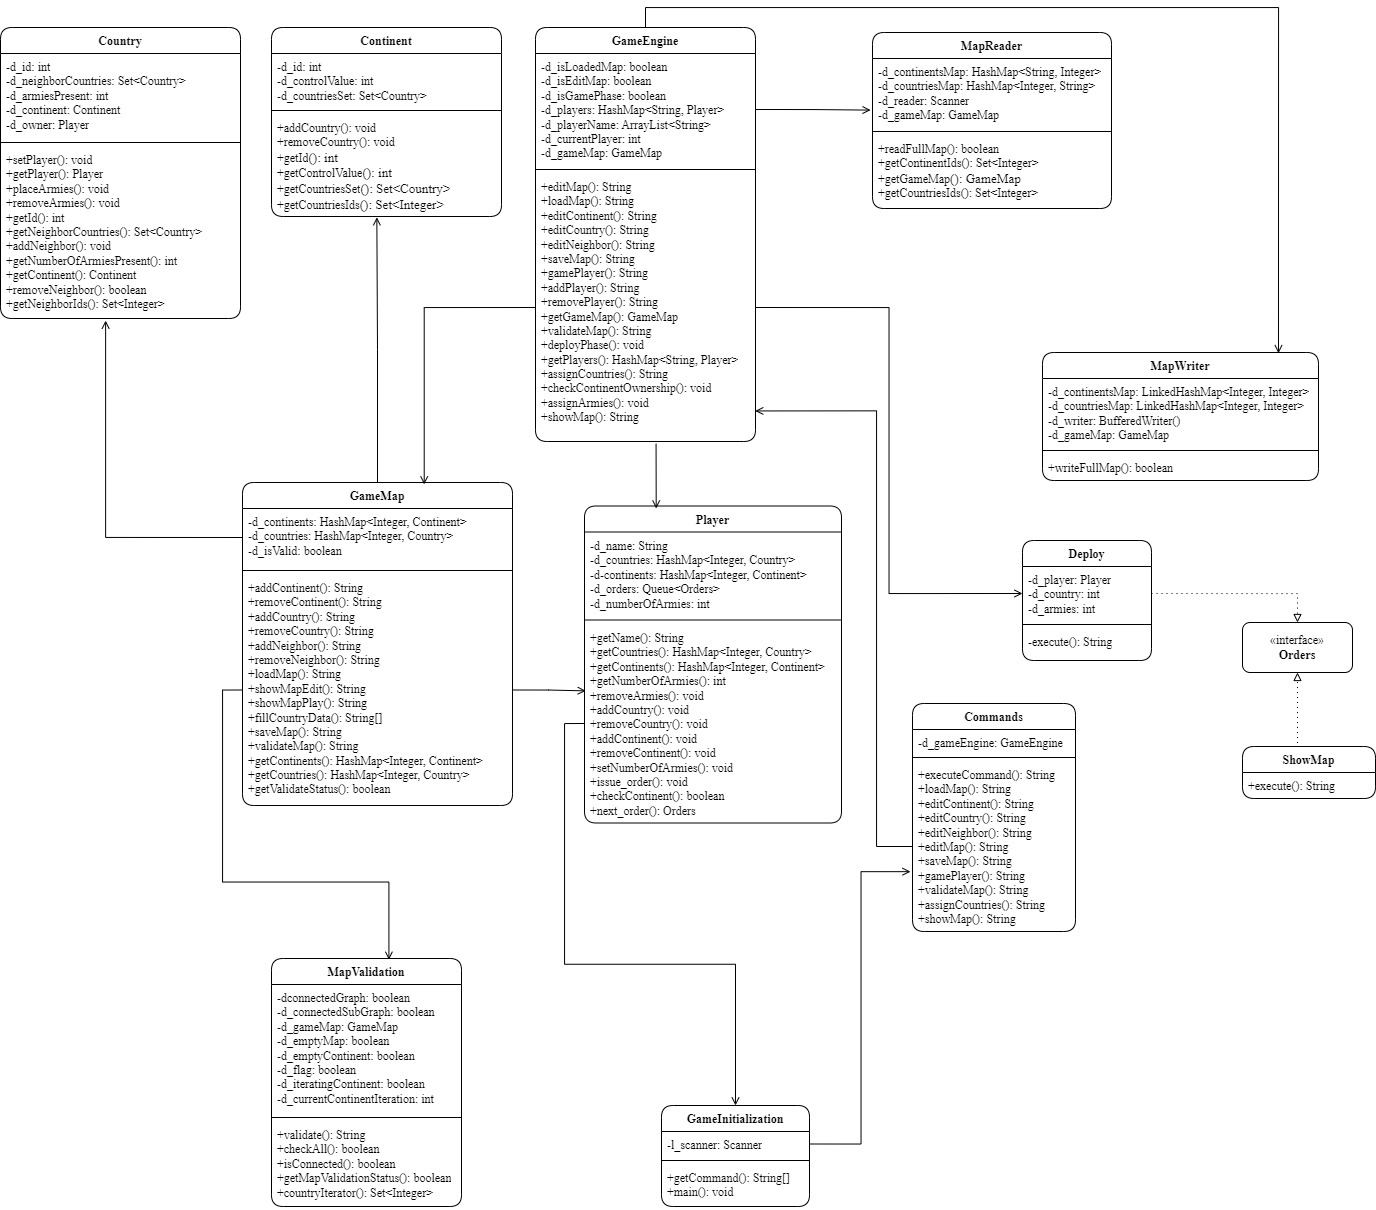 Country
-d_id: int
-d_neighborCountries: Set<Country>
-d_armiesPresent: int
-d_continent: Continent
-d_owner: Player
+setPlayer(): void
+getPlayer(): Player
+placeArmies(): void
+removeArmies(): void
+getId(): int
+getNeighborCountries(): Set<Country>
+addNeighbor(): void
+getNumberOfArmiesPresent(): int
+getContinent(): Continent
+removeNeighbor(): boolean
+getNeighborIds(): Set<Integer>
Continent
-d_id: int
-d_controlValue: int
-d_countriesSet: Set<Country>
+addCountry(): void
+removeCountry(): void
+getId(): int
+getControlValue(): int
+getCountriesSet(): Set<Country>
+getCountriesIds(): Set<Integer>
GameEngine
-d_isLoadedMap: boolean
-d_isEditMap: boolean
-d_isGamePhase: boolean
-d_players: HashMap<String, Player>
-d_playerName: ArrayList<String>
-d_currentPlayer: int
-d_gameMap: GameMap
+editMap(): String
+loadMap(): String
+editContinent(): String
+editCountry(): String
+editNeighbor(): String
+saveMap(): String
+gamePlayer(): String
+addPlayer(): String
+removePlayer(): String
+getGameMap(): GameMap
+validateMap(): String
+deployPhase(): void
+getPlayers(): HashMap<String, Player>
+assignCountries(): String
+checkContinentOwnership(): void
+assignArmies(): void
+showMap(): String
MapReader
-d_continentsMap: HashMap<String, Integer>
-d_countriesMap: HashMap<Integer, String>
-d_reader: Scanner
-d_gameMap: GameMap
+readFullMap(): boolean
+getContinentIds(): Set<Integer>
+getGameMap(): GameMap
+getCountriesIds(): Set<Integer>
MapWriter
-d_continentsMap: LinkedHashMap<Integer, Integer>
-d_countriesMap: LinkedHashMap<Integer, Integer>
-d_writer: BufferedWriter()
-d_gameMap: GameMap
+writeFullMap(): boolean
GameMap
-d_continents: HashMap<Integer, Continent>
-d_countries: HashMap<Integer, Country>
-d_isValid: boolean
+addContinent(): String
+removeContinent(): String
+addCountry(): String
+removeCountry(): String
+addNeighbor(): String
+removeNeighbor(): String
+loadMap(): String
+showMapEdit(): String
+showMapPlay(): String
+fillCountryData(): String[]
+saveMap(): String
+validateMap(): String
+getContinents(): HashMap<Integer, Continent>
+getCountries(): HashMap<Integer, Country>
+getValidateStatus(): boolean
Player
-d_name: String
-d_countries: HashMap<Integer, Country>
-d-continents: HashMap<Integer, Continent>
-d_orders: Queue<Orders>
-d_numberOfArmies: int
+getName(): String
+getCountries(): HashMap<Integer, Country>
+getContinents(): HashMap<Integer, Continent>
+getNumberOfArmies(): int
+removeArmies(): void
+addCountry(): void
+removeCountry(): void
+addContinent(): void
+removeContinent(): void
+setNumberOfArmies(): void
+issue_order(): void
+checkContinent(): boolean
+next_order(): Orders
Deploy
-d_player: Player
-d_country: int
-d_armies: int
-execute(): String
«interface»
Orders
Commands
-d_gameEngine: GameEngine
+executeCommand(): String
+loadMap(): String
+editContinent(): String
+editCountry(): String
+editNeighbor(): String
+editMap(): String
+saveMap(): String
+gamePlayer(): String
+validateMap(): String
+assignCountries(): String
+showMap(): String
ShowMap
+execute(): String
MapValidation
-dconnectedGraph: boolean
-d_connectedSubGraph: boolean
-d_gameMap: GameMap
-d_emptyMap: boolean
-d_emptyContinent: boolean
-d_flag: boolean
-d_iteratingContinent: boolean
-d_currentContinentIteration: int
+validate(): String
+checkAll(): boolean
+isConnected(): boolean
+getMapValidationStatus(): boolean
+countryIterator(): Set<Integer>
GameInitialization
-l_scanner: Scanner
+getCommand(): String[]
+main(): void